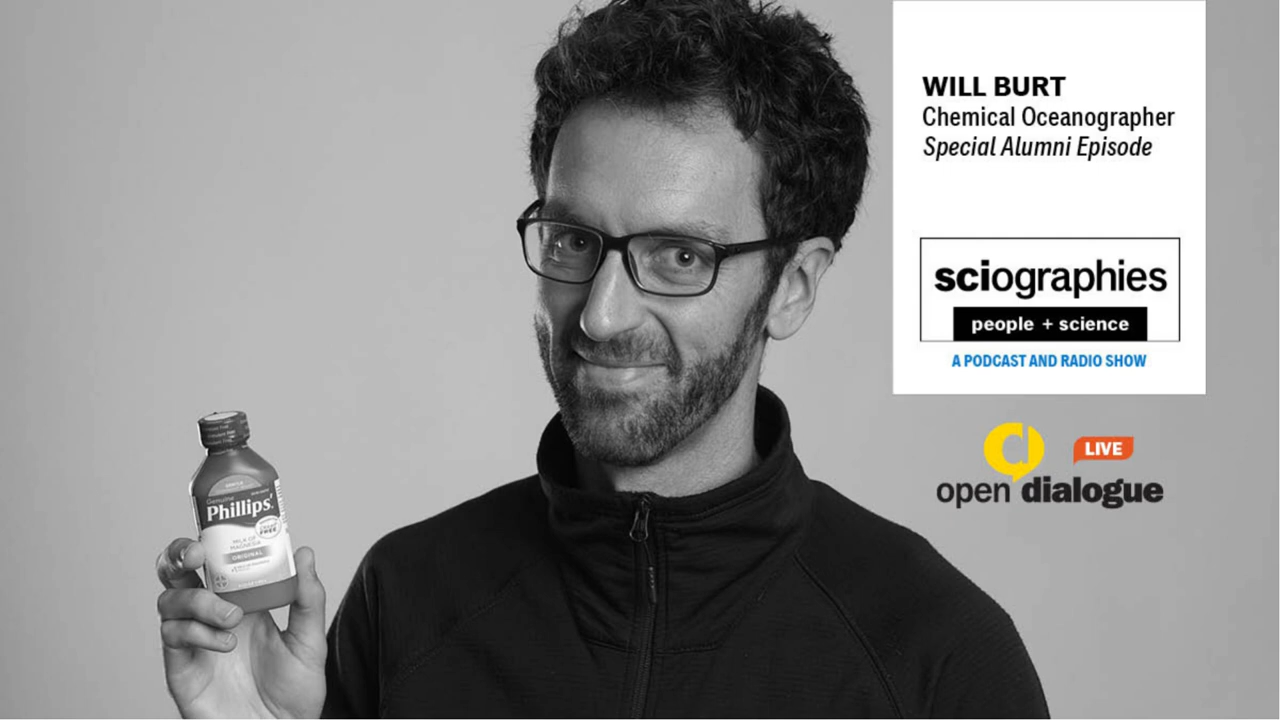 WILL BURT
Chemical Oceanographer
Special Alumni Episode
sciographies
people + science
A PODCAST AND RADIO SHOW
LIVE
open dialogue
Genuine
Phillips'
MILK OF
MAGNESIA
ORIGINAL